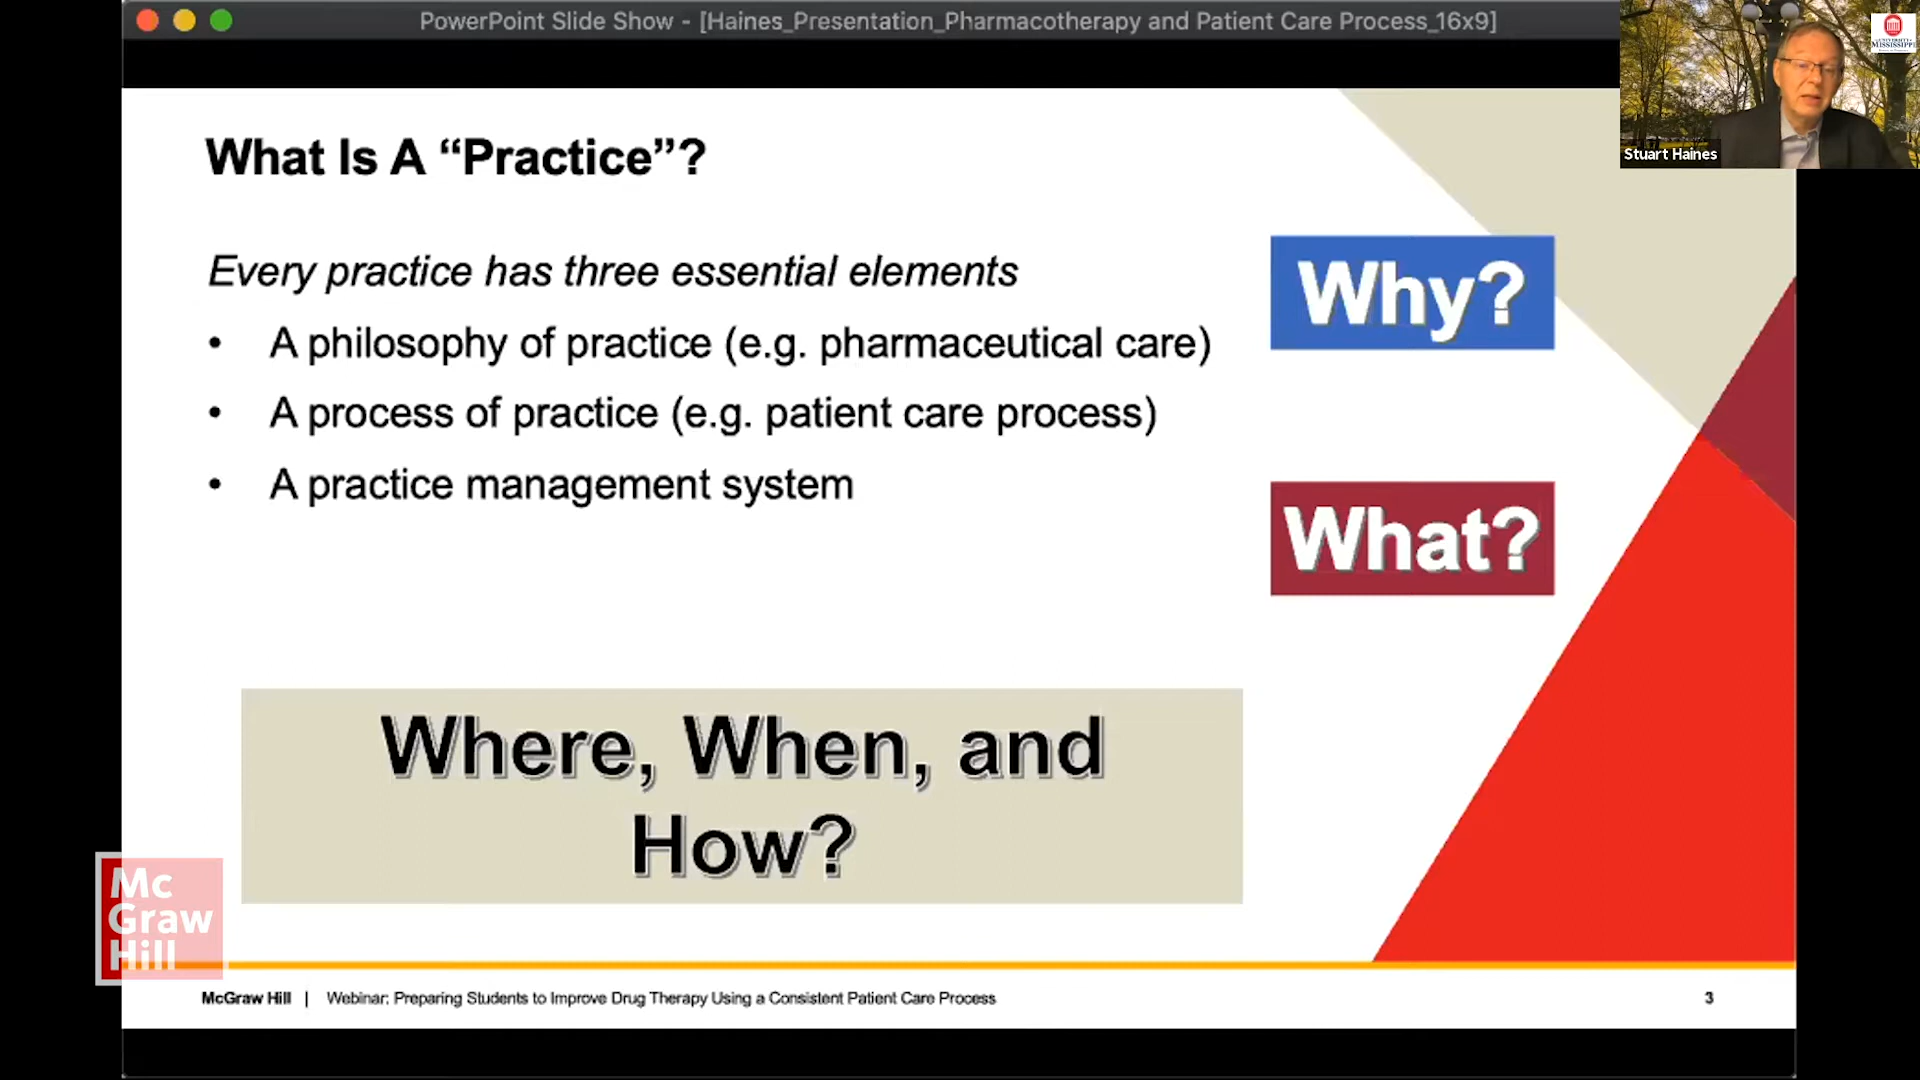 PowerPoint Slide Show - [Haines_Presentation_Pharmacotherapy and Patient Care Process_16x9]
Stuart Haines
What Is A “Practice”?
Every practice has three essential elements
• A philosophy of practice (e.g. pharmaceutical care)
• A process of practice (e.g. patient care process)
• A practice management system
Why?
What?
Where, When, and
How?
Mc
Graw
Hill
McGraw Hill | Webinar: Preparing Students to Improve Drug Therapy Using a Consistent Patient Care Process
3